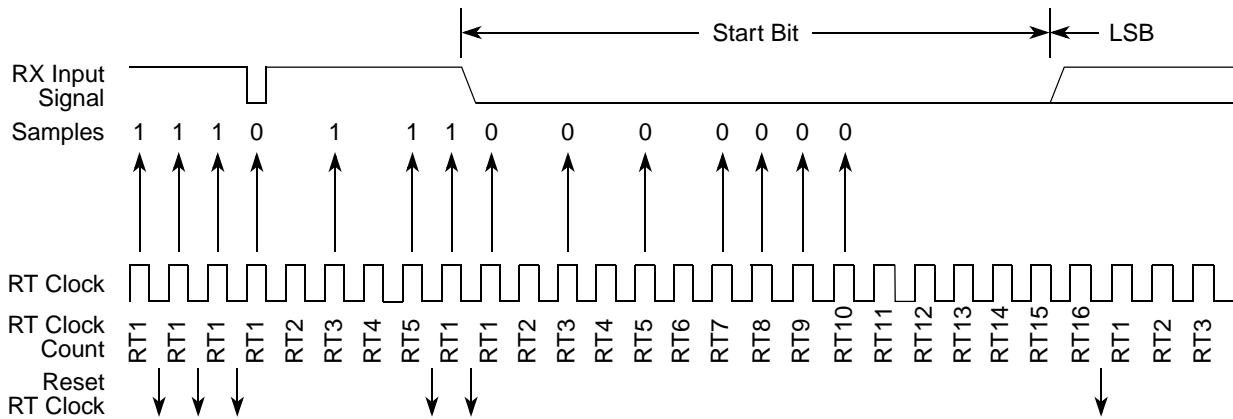 Start Bit LSB
RX Input
Signal
Samples 1 1 1 0 1 1 1 0 0 0 0 0 0 0
RT Clock
RT Clock
Count
RT1 RT1 RT1 RT1 RT2 RT3 RT4 RT5 RT1 RT1 RT2 RT3 RT4 RT5 RT6 RT7 RT8 RT9 RT10 RT11 RT12 RT13 RT14 RT15 RT16 RT1 RT2 RT3
Reset
RT Clock